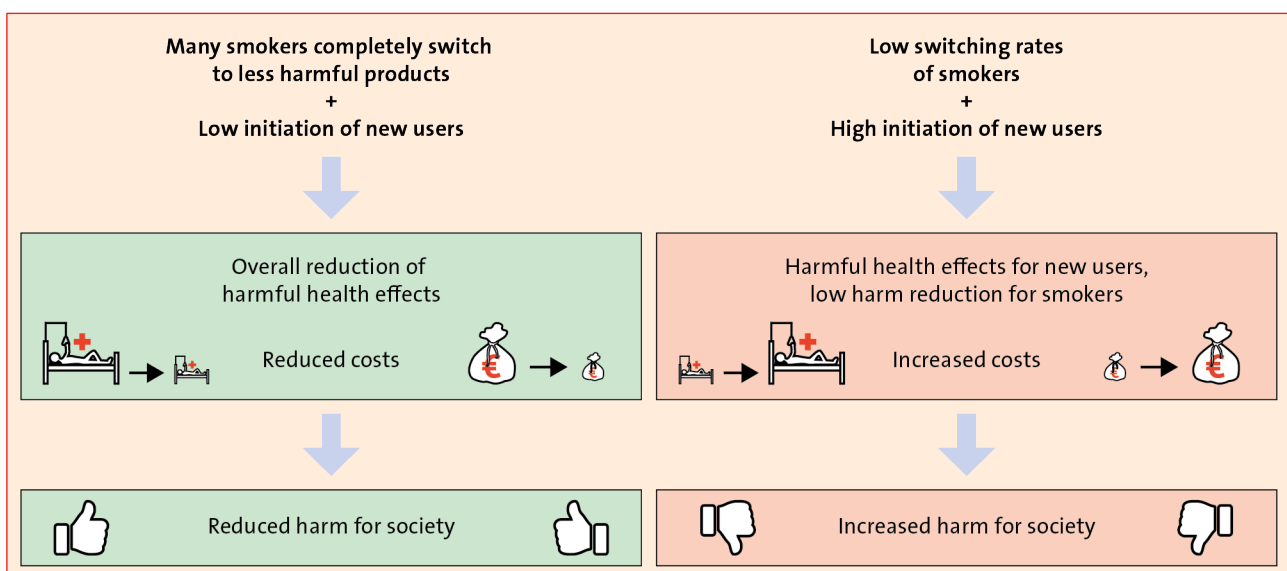 Many smokers completely switch
to less harmful products
+
Low initiation of new users
Overall reduction of
harmful health effects
Reduced costs
€
€
Reduced harm for society
Low switching rates
of smokers
+
High initiation of new users
Harmful health effects for new users,
low harm reduction for smokers
Increased costs
€
€
Increased harm for society